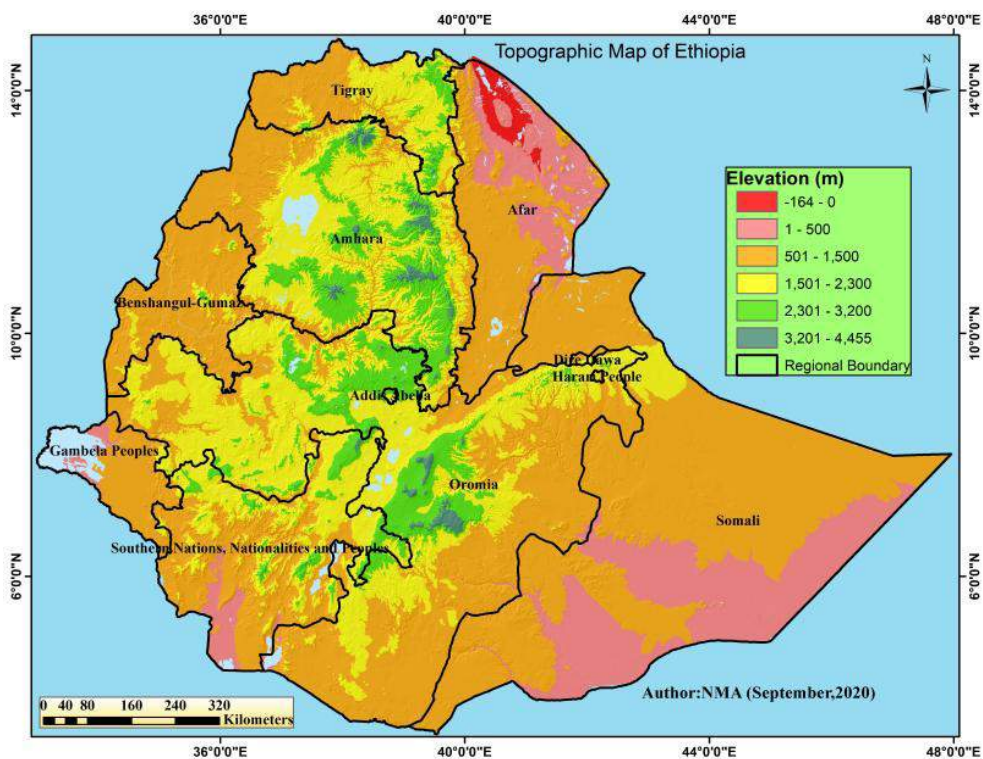 36°0'0"E 40°0'0"E 44°0'0"E 48°0'0"E
Topographic Map of Ethiopia
N
14°0'0"N 14°0'0"N
Tigray
Elevation (m)
-164 - 0
1 - 500
501 - 1,500
1,501 - 2,300
2,301 - 3,200
3,201 - 4,455
Regional Boundary
Afar
Amhara
Benshangul-Gumaz
10°0'0"N 10°0'0"N
Dire Dawa
Harari People
Addis Abeba
Gambela Peoples
Oromia
Somali
Southern Nations, Nationalities and Peoples
6°0'0"N 6°0'0"N
Author:NMA (September,2020)
0 40 80 160 240 320
Kilometers
36°0'0"E 40°0'0"E 44°0'0"E 48°0'0"E